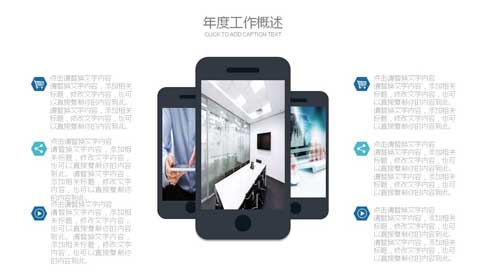 年度工作概述
CLICK TO ADD CAPTION TEXT
点击请替换文字内容
请替换文字内容，添加相关
标题，修改文字内容，也可
以直接复制你的内容到此。
请替换文字内容，添加相关
标题，修改文字内容，也可
以直接复制你的内容到此。
点击请替换文字内容
请替换文字内容，添加相
关标题，修改文字内容，
也可以直接复制你的内容
到此。请替换文字内容，
添加相关标题，修改文字
内容，也可以直接复制你
的内容到此。
点击请替换文字内容
请替换文字内容，添加相
关标题，修改文字内容，
也可以直接复制你的内容
到此。请替换文字内容，
添加相关标题，修改文字
内容，也可以直接复制你
的内容到此。
点击请替换文字内容
请替换文字内容，添加相关
标题，修改文字内容，也可
以直接复制你的内容到此。
请替换文字内容，添加相关
标题，修改文字内容，也可
以直接复制你的内容到此。
点击请替换文字内容
请替换文字内容，添加相关
标题，修改文字内容，也可
以直接复制你的内容到此。
请替换文字内容，添加相关
标题，修改文字内容，也可
以直接复制你的内容到此。
点击请替换文字内容
请替换文字内容，添加相关
标题，修改文字内容，也可
以直接复制你的内容到此。
请替换文字内容，添加相关
标题，修改文字内容，也可
以直接复制你的内容到此。